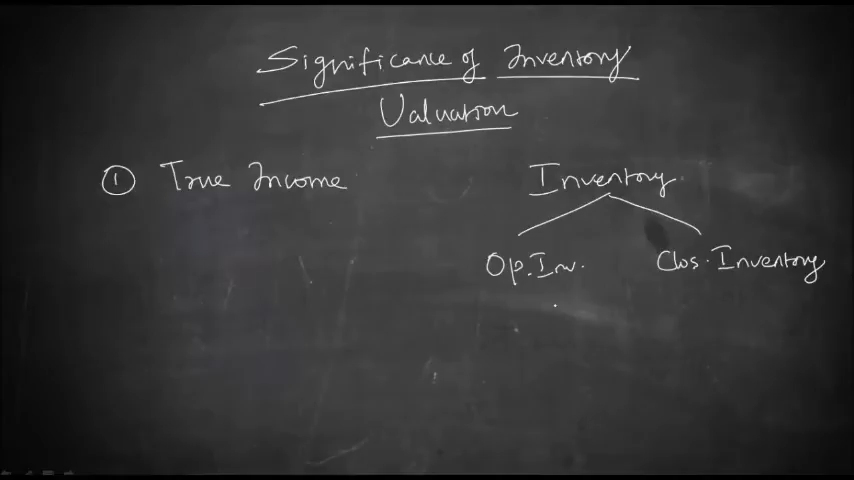 Significance of Inventory
Valuation
① True Income
Inventory
Op. Inv.
Clos. Inventory